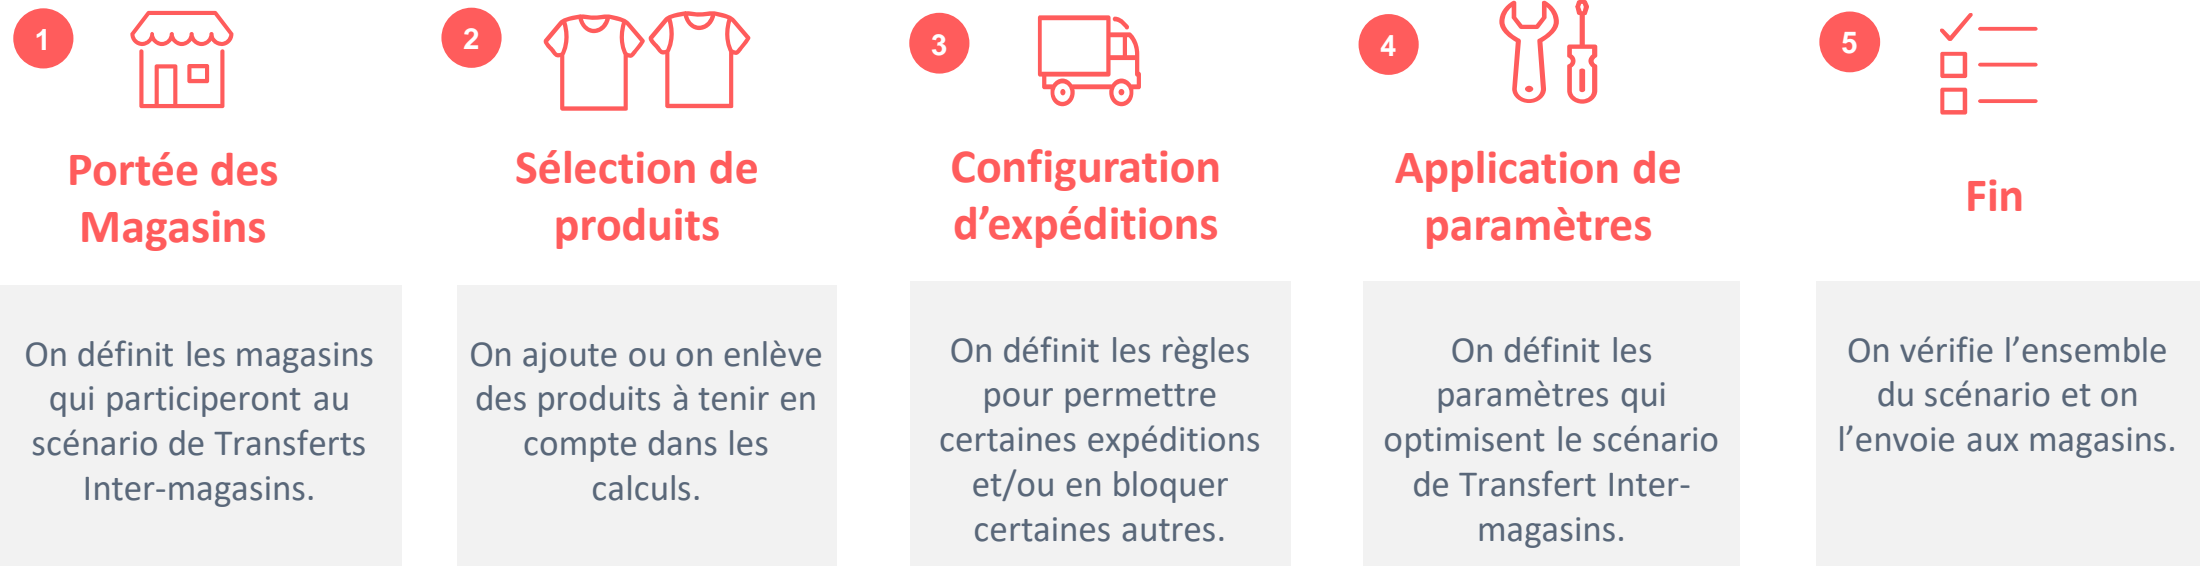 1
Portée des
Magasins
On définit les magasins
qui participeront au
scénario de Transferts
Inter-magasins.
2
Sélection de
produits
On ajoute ou on enlève
des produits à tenir en
compte dans les
calculs.
3
Configuration
d’expéditions
On définit les règles
pour permettre
certaines expéditions
et/ou en bloquer
certaines autres.
4
Application de
paramètres
On définit les
paramètres qui
optimisent le scénario
de Transfert Inter-
magasins.
5
Fin
On vérifie l’ensemble
du scénario et on
l’envoie aux magasins.